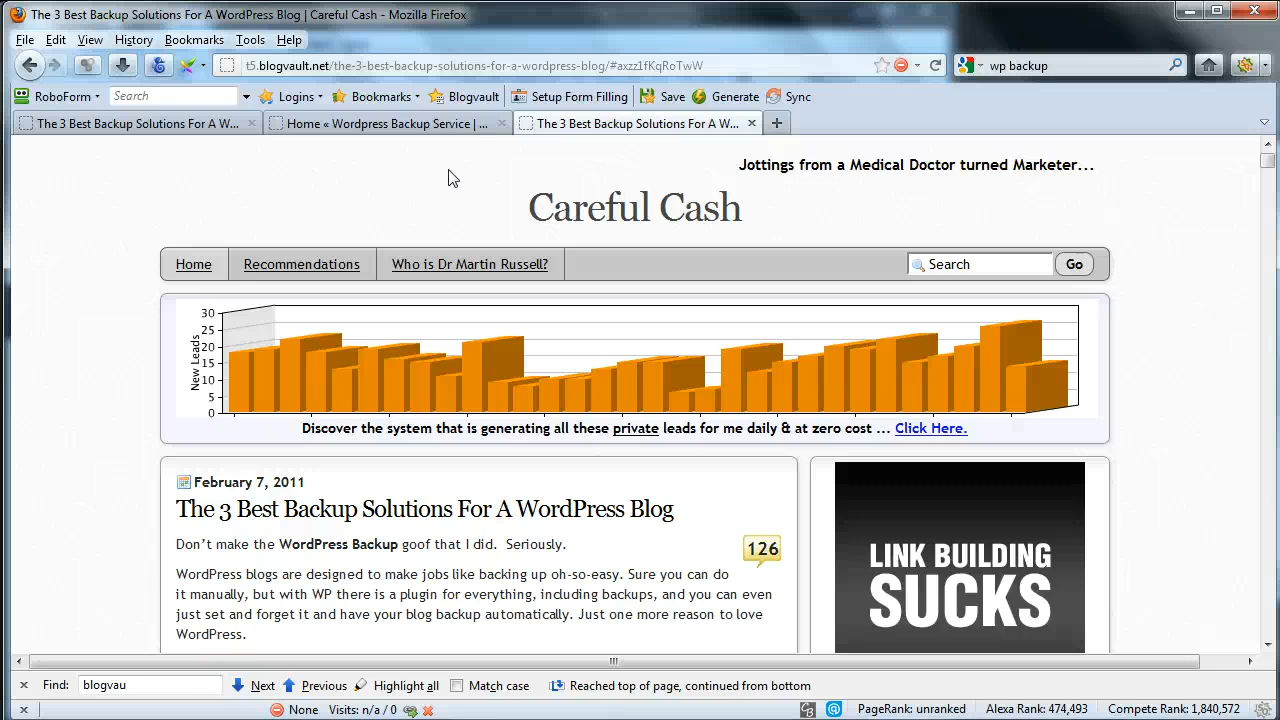 The 3 Best Backup Solutions For A WordPress Blog | Careful Cash - Mozilla Firefox
File Edit View History Bookmarks Tools Help
t5.blogvault.net/the-3-best-backup-solutions-for-a-wordpress-blog/#axzz1fKqRoTwW
wp backup
RoboForm Search Logins Bookmarks Blogvault Setup Form Filling Save Generate Sync
The 3 Best Backup Solutions For A W... Home « Wordpress Backup Service | ... The 3 Best Backup Solutions For A W...
Jottings from a Medical Doctor turned Marketer...
Careful Cash
Home Recommendations Who is Dr Martin Russell? Search Go
30
25
20
15
10
5
0
New Leads
Discover the system that is generating all these private leads for me daily & at zero cost ... Click Here.
February 7, 2011
The 3 Best Backup Solutions For A WordPress Blog
Don't make the WordPress Backup goof that I did. Seriously.
126
WordPress blogs are designed to make jobs like backing up oh-so-easy. Sure you can do
it manually, but with WP there is a plugin for everything, including backups, and you can even
just set and forget it and have your blog backup automatically. Just one more reason to love
WordPress.
LINK BUILDING
SUCKS
Find: blogvau Next Previous Highlight all Match case Reached top of page, continued from bottom
None Visits: n/a / 0 PageRank: unranked Alexa Rank: 474,493 Compete Rank: 1,840,572